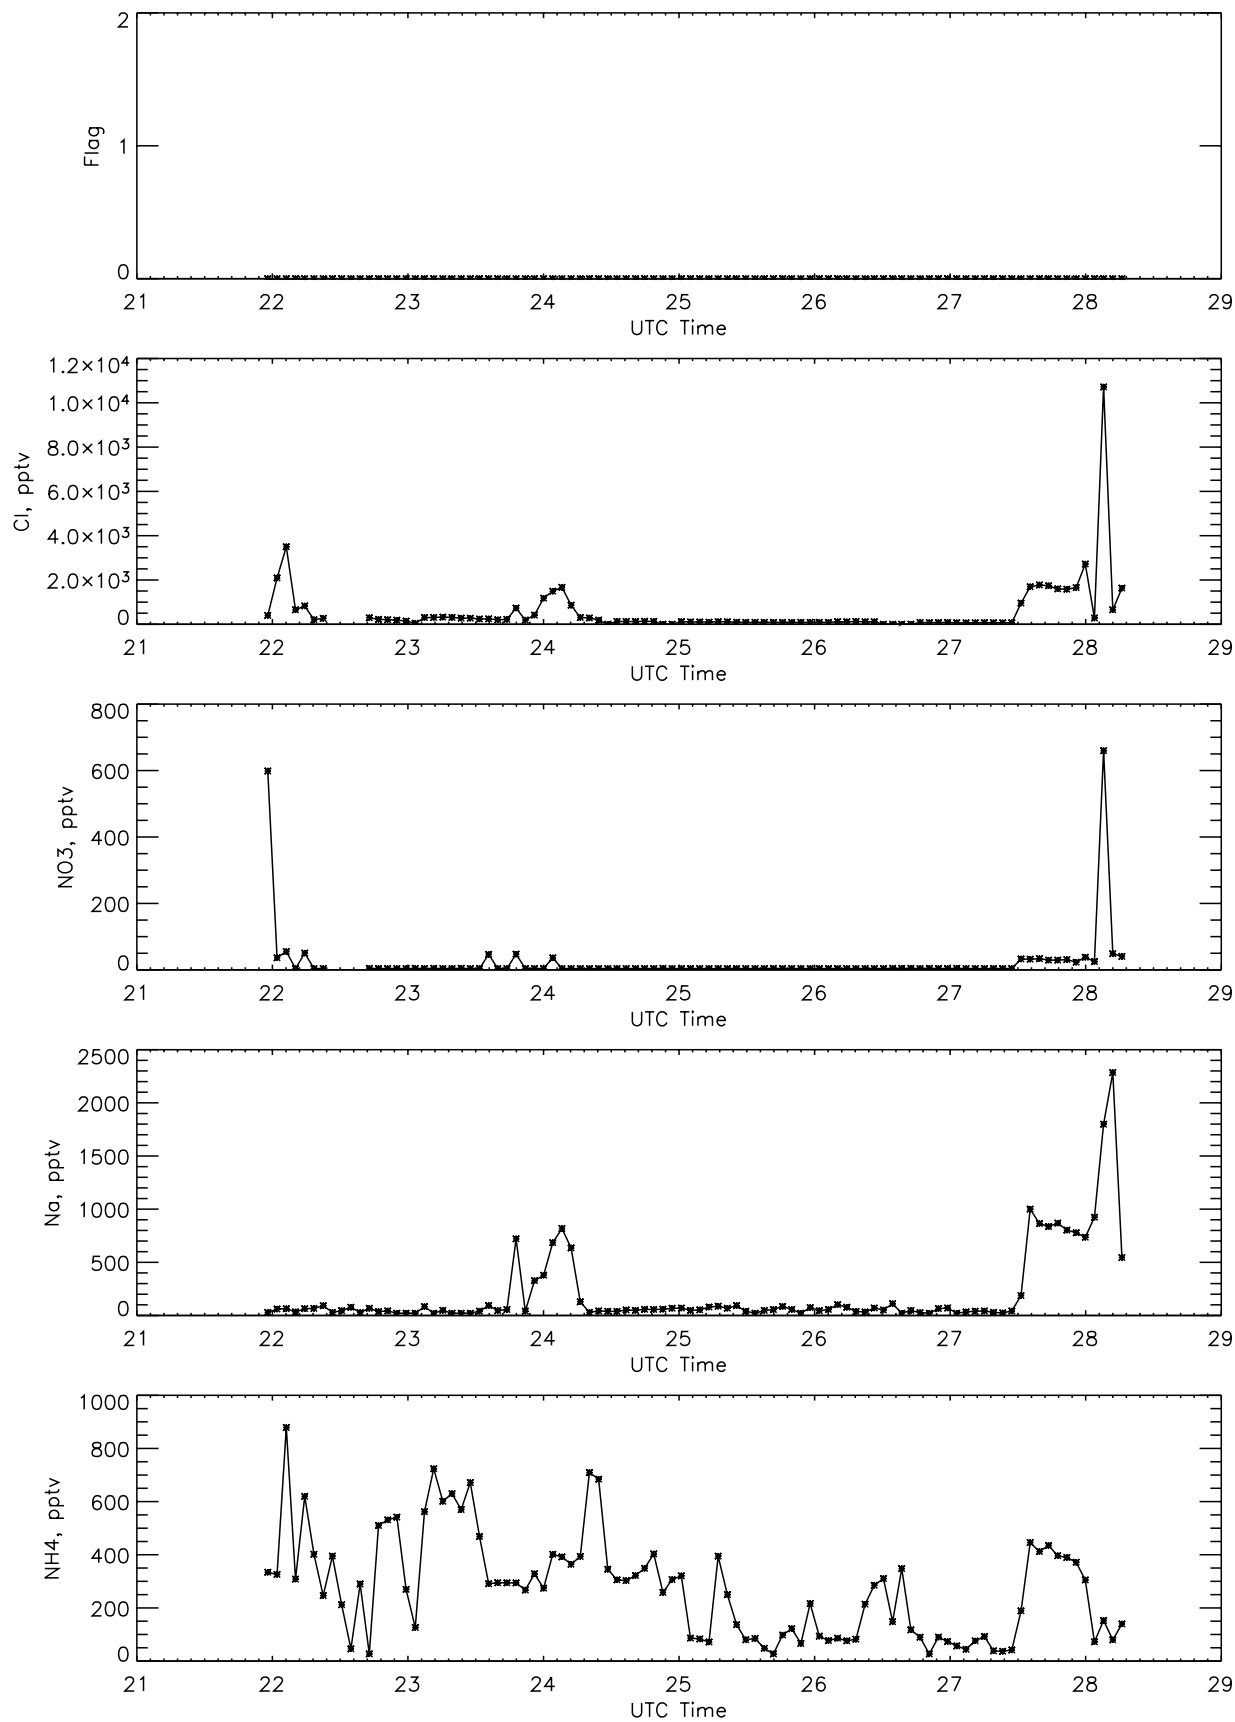 2
Flag
1
0
21 22 23 24 25 26 27 28 29
UTC Time
1.2×10⁴
1.0×10⁴
8.0×10³
Cl, pptv
6.0×10³
4.0×10³
2.0×10³
0
21 22 23 24 25 26 27 28 29
UTC Time
800
600
NO3, pptv
400
200
0
21 22 23 24 25 26 27 28 29
UTC Time
2500
2000
1500
Na, pptv
1000
500
0
21 22 23 24 25 26 27 28 29
UTC Time
1000
800
600
NH4, pptv
400
200
0
21 22 23 24 25 26 27 28 29
UTC Time